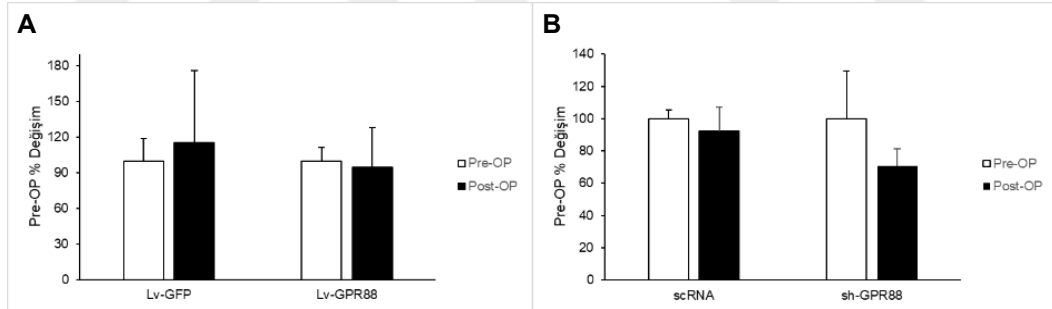 A
Pre-OP % Değişim
180
150
120
90
60
30
0
Lv-GFP
Lv-GPR88
Pre-OP
Post-OP
B
Pre-OP % Değişim
140
120
100
80
60
40
20
0
scRNA
sh-GPR88
Pre-OP
Post-OP